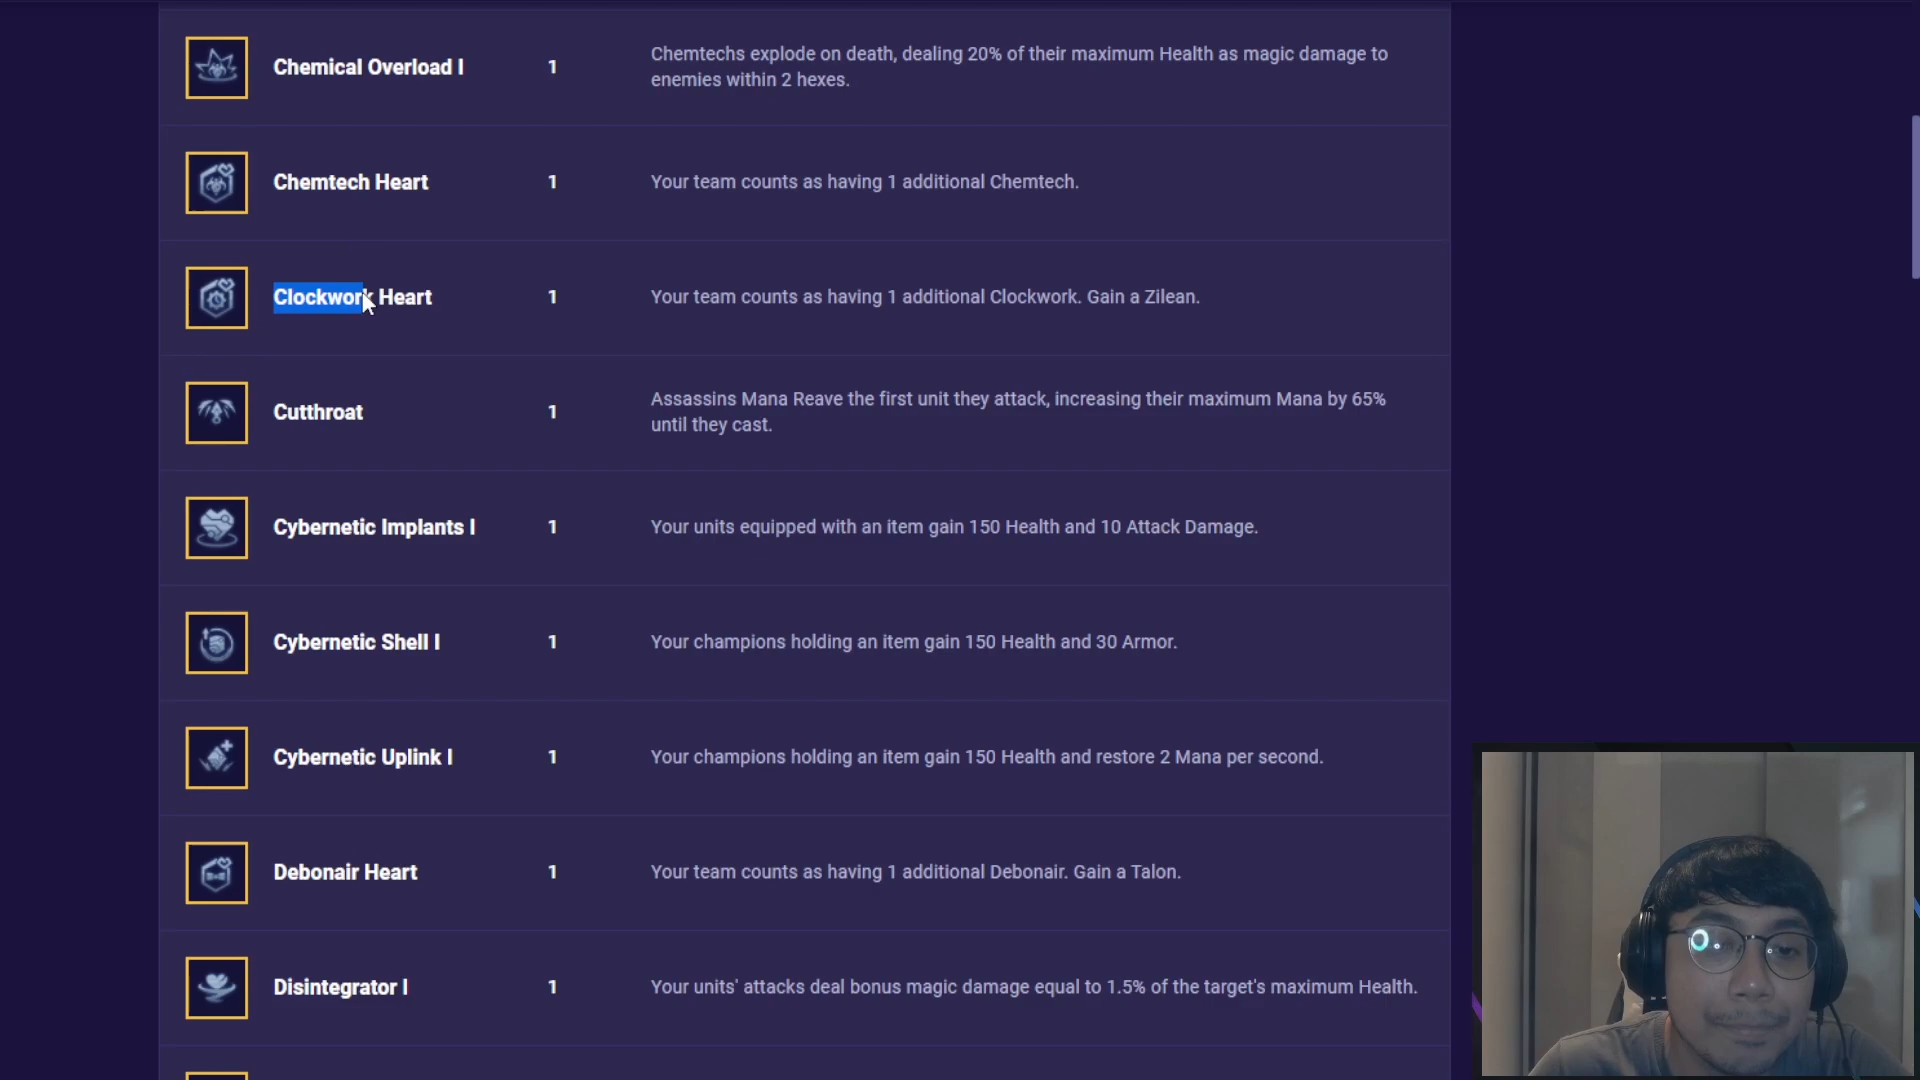 Chemical Overload I
1
Chemtechs explode on death, dealing 20% of their maximum Health as magic damage to
enemies within 2 hexes.
Chemtech Heart
1
Your team counts as having 1 additional Chemtech.
Clockwork Heart
1
Your team counts as having 1 additional Clockwork. Gain a Zilean.
Cutthroat
1
Assassins Mana Reave the first unit they attack, increasing their maximum Mana by 65%
until they cast.
Cybernetic Implants I
1
Your units equipped with an item gain 150 Health and 10 Attack Damage.
Cybernetic Shell I
1
Your champions holding an item gain 150 Health and 30 Armor.
Cybernetic Uplink I
1
Your champions holding an item gain 150 Health and restore 2 Mana per second.
Debonair Heart
1
Your team counts as having 1 additional Debonair. Gain a Talon.
Disintegrator I
1
Your units' attacks deal bonus magic damage equal to 1.5% of the target's maximum Health.